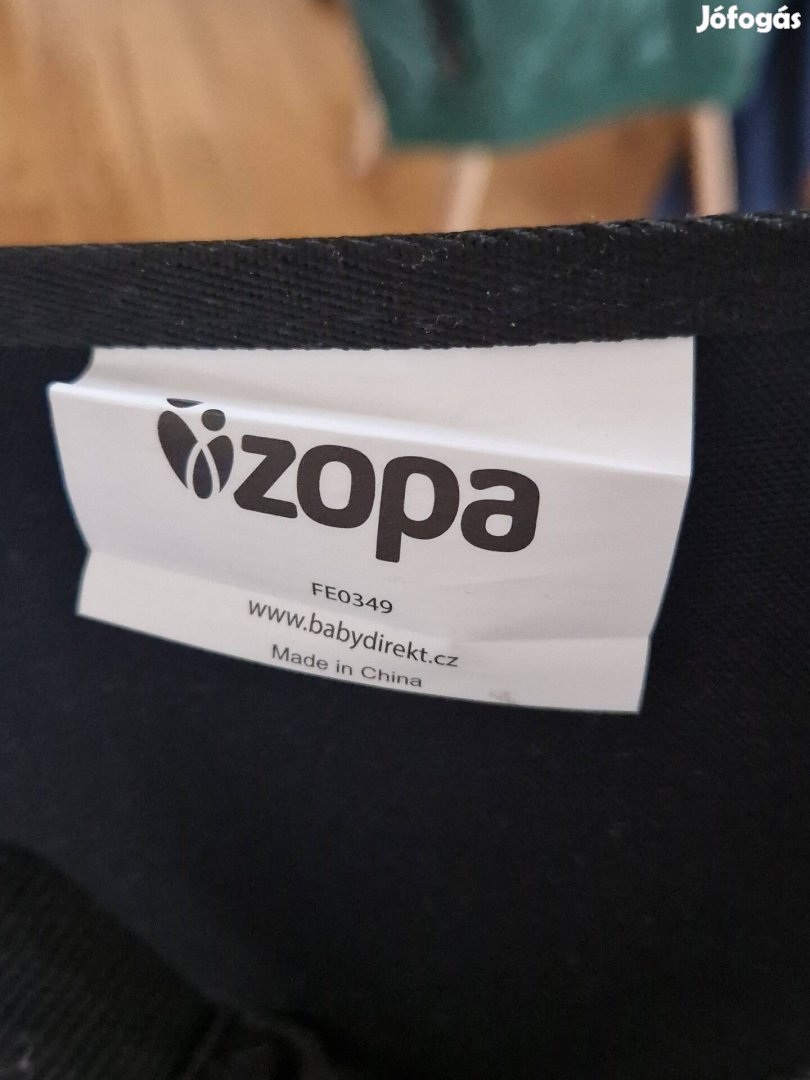 Jófogás
zopa
FE0349
www.babydirekt.cz
Made in China